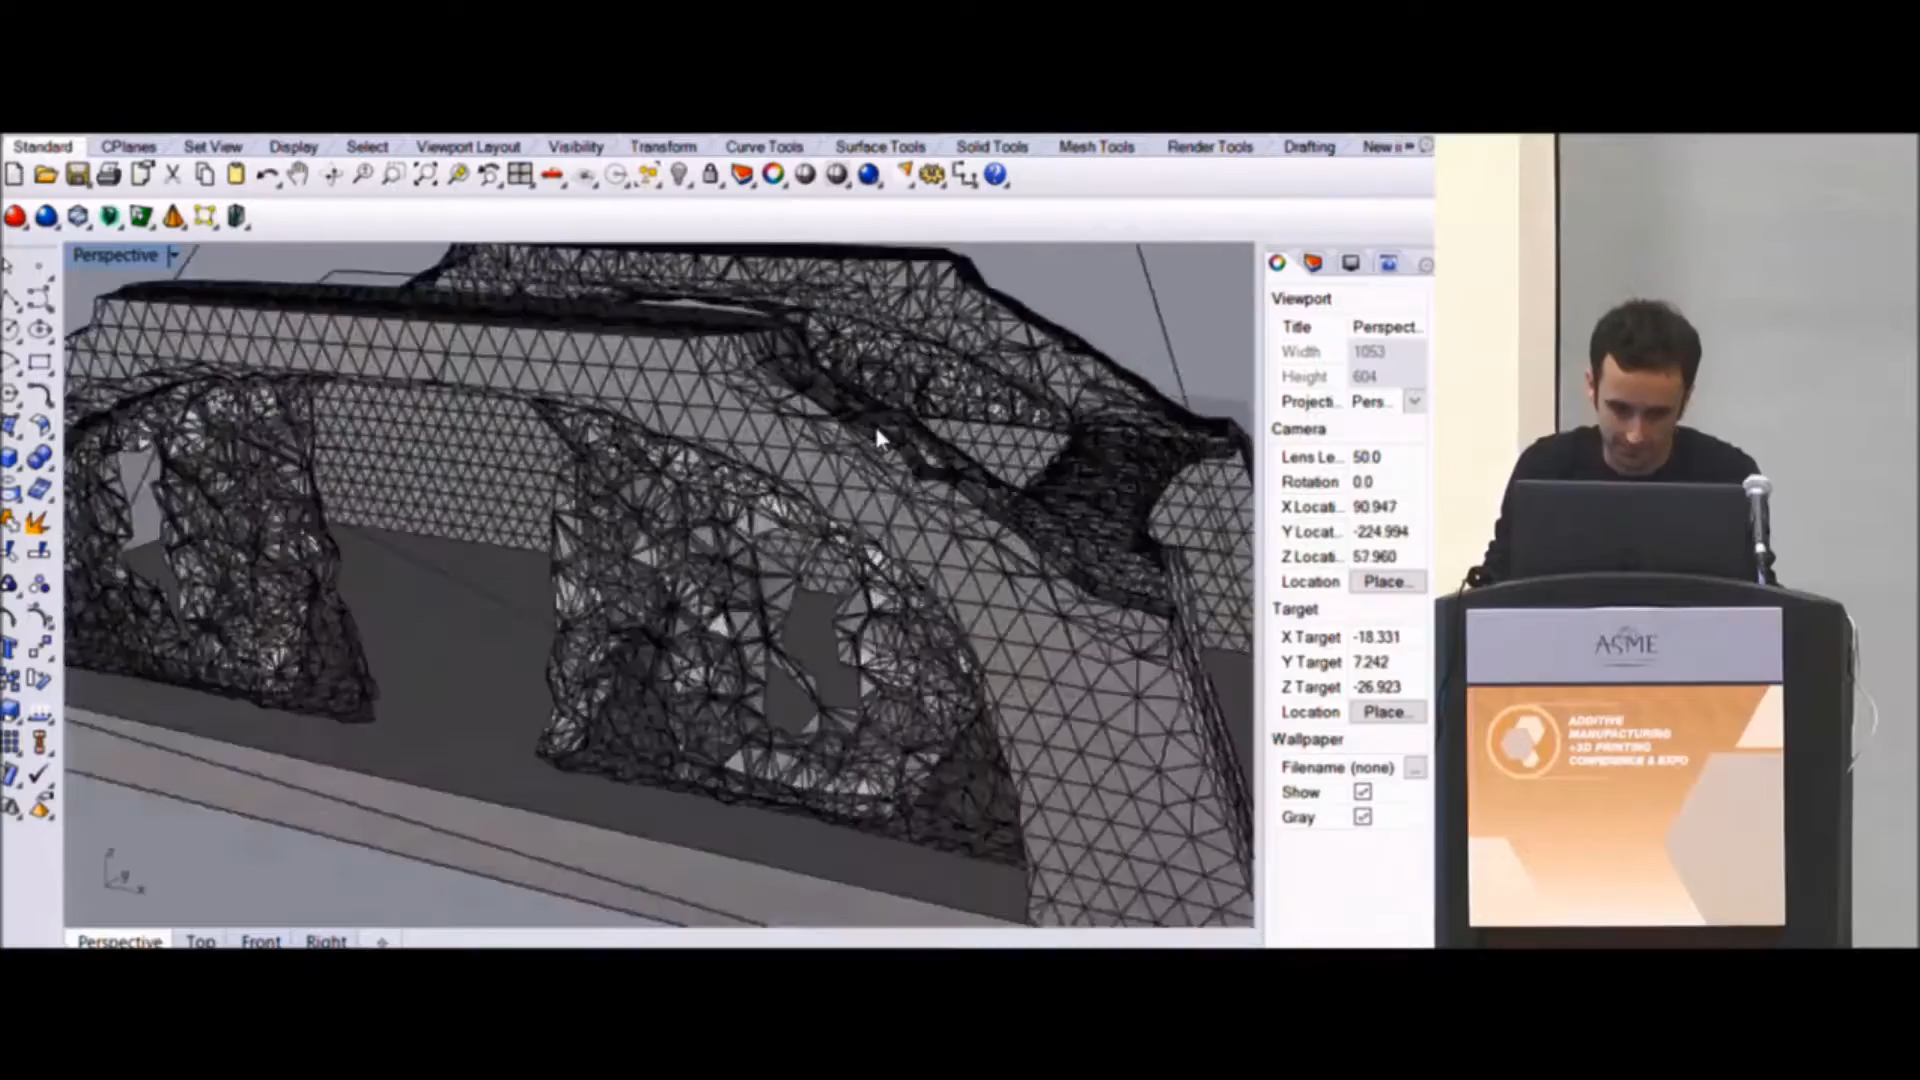 Standard CPlanes Set View Display Select Viewport Layout Visibility Transform Curve Tools Surface Tools Solid Tools Mesh Tools Render Tools Drafting New
Perspective
Viewport
Title Perspect..
Width 1053
Height 604
Projecti.. Pers...
Camera
Lens Le... 50.0
Rotation 0.0
X Locati.. 90.947
Y Locat.. -224.994
Z Locati.. 57.960
Location Place...
Target
X Target -18.331
Y Target 7.242
Z Target -26.923
Location Place...
Wallpaper
Filename (none) ...
Show
Gray
z
y
x
Perspective Top Front Right
ASME
ADDITIVE
MANUFACTURING
+3D PRINTING
CONFERENCE & EXPO